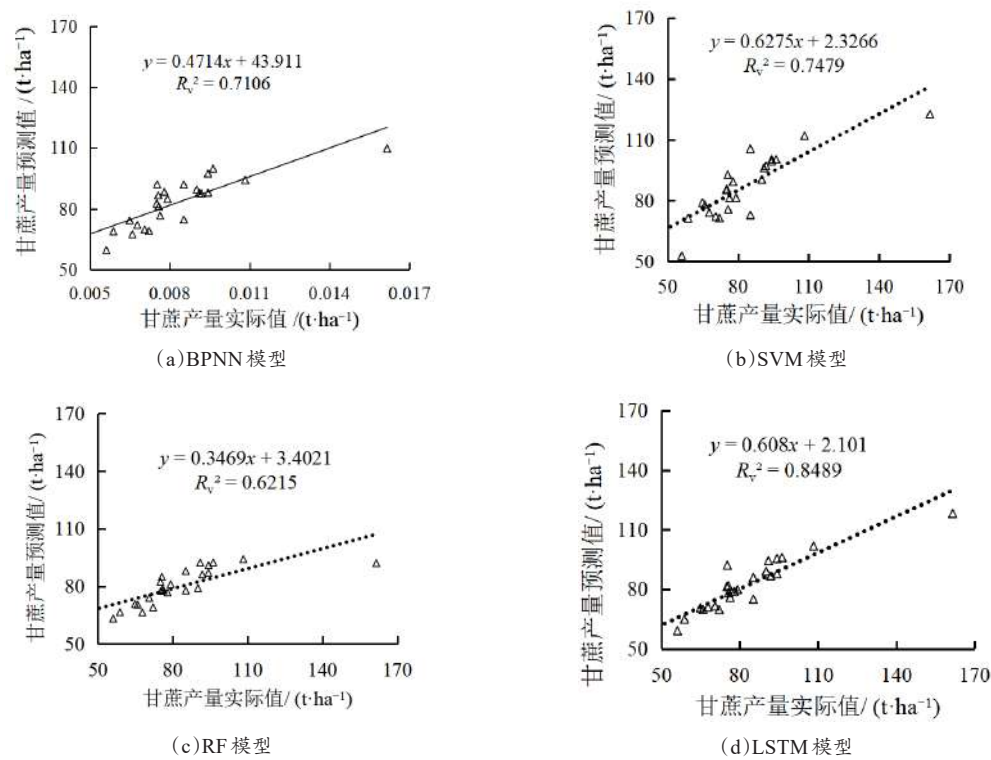 170
140
110
80
50
甘蔗产量预测值 /(t·ha⁻¹)
y = 0.4714x + 43.911
Rᵥ² = 0.7106
0.005 0.008 0.011 0.014 0.017
甘蔗产量实际值 /(t·ha⁻¹)
(a)BPNN模型
170
140
110
80
50
甘蔗产量预测值/ (t·ha⁻¹)
y = 0.6275x + 2.3266
Rᵥ² = 0.7479
50 80 110 140 170
甘蔗产量实际值/ (t·ha⁻¹)
(b)SVM模型
170
140
110
80
50
甘蔗产量预测值/ (t·ha⁻¹)
y = 0.3469x + 3.4021
Rᵥ² = 0.6215
50 80 110 140 170
甘蔗产量实际值/ (t·ha⁻¹)
(c)RF模型
170
140
110
80
50
甘蔗产量预测值/ (t·ha⁻¹)
y = 0.608x + 2.101
Rᵥ² = 0.8489
50 80 110 140 170
甘蔗产量实际值/ (t·ha⁻¹)
(d)LSTM模型